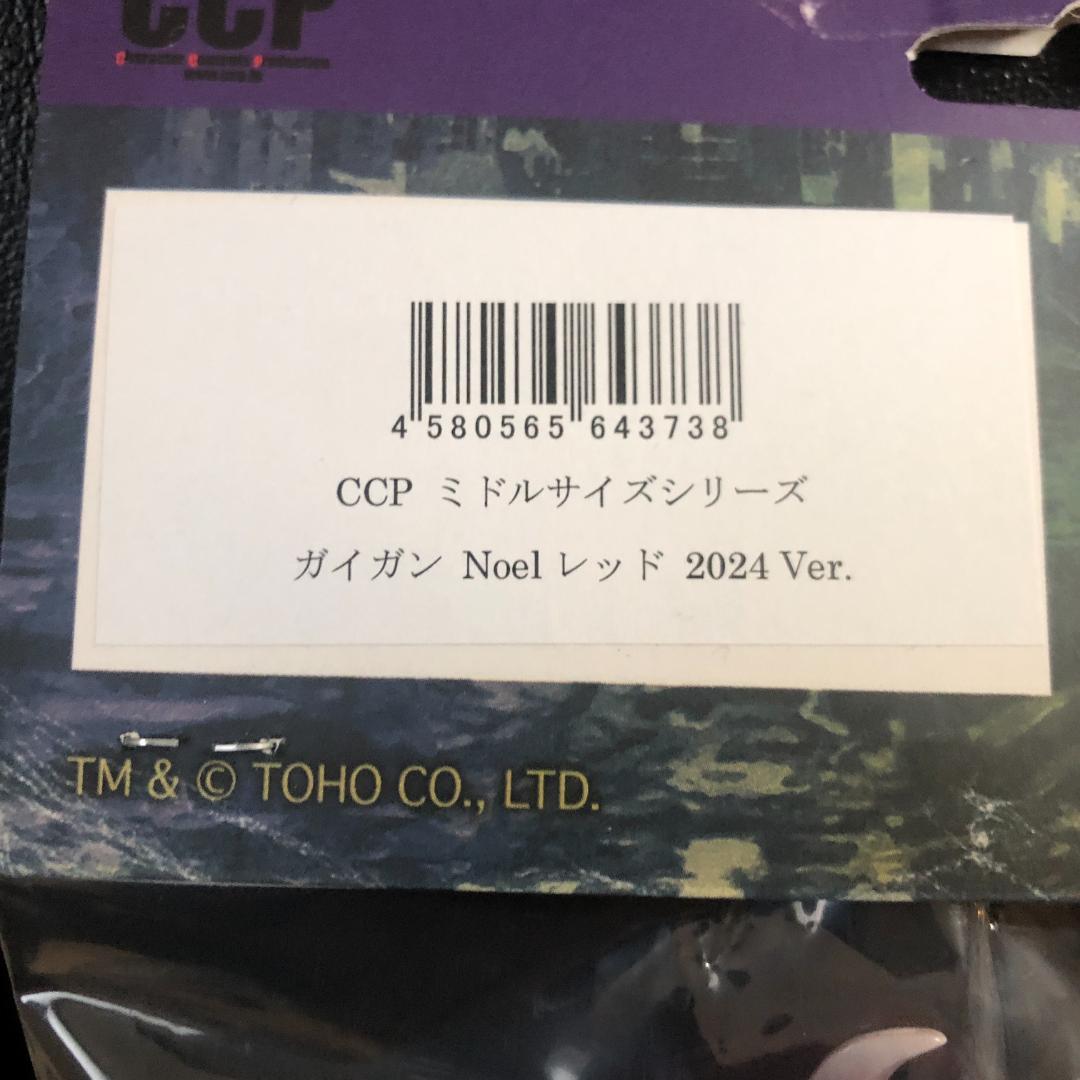 CCP
4 580565 643738
CCP ミドルサイズシリーズ
ガイガン Noel レッド 2024 Ver.
TM & © TOHO CO., LTD.